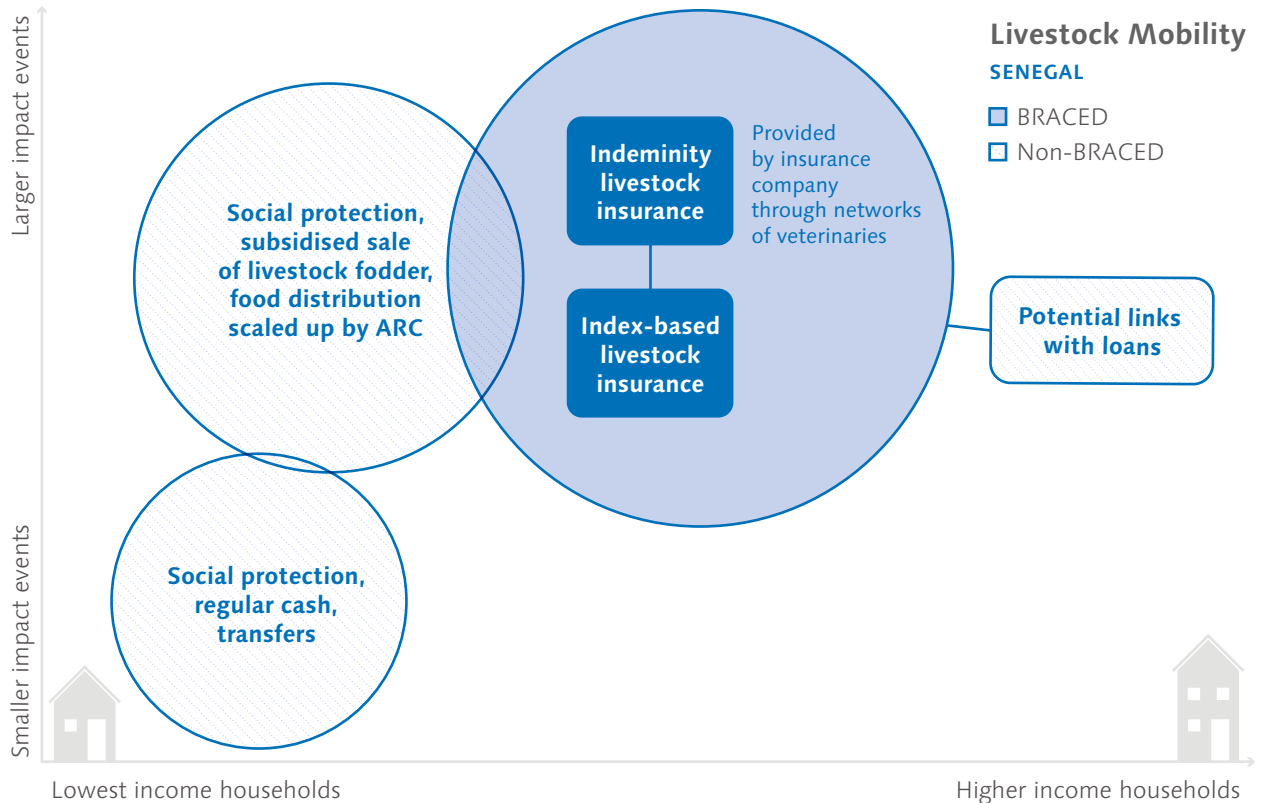 Livestock Mobility
SENEGAL
BRACED
Non-BRACED
Larger impact events
Smaller impact events
Social protection,
subsidised sale
of livestock fodder,
food distribution
scaled up by ARC
Indeminity
livestock
insurance
Provided
by insurance
company
through networks
of veterinaries
Index-based
livestock
insurance
Potential links
with loans
Social protection,
regular cash,
transfers
Lowest income households
Higher income households